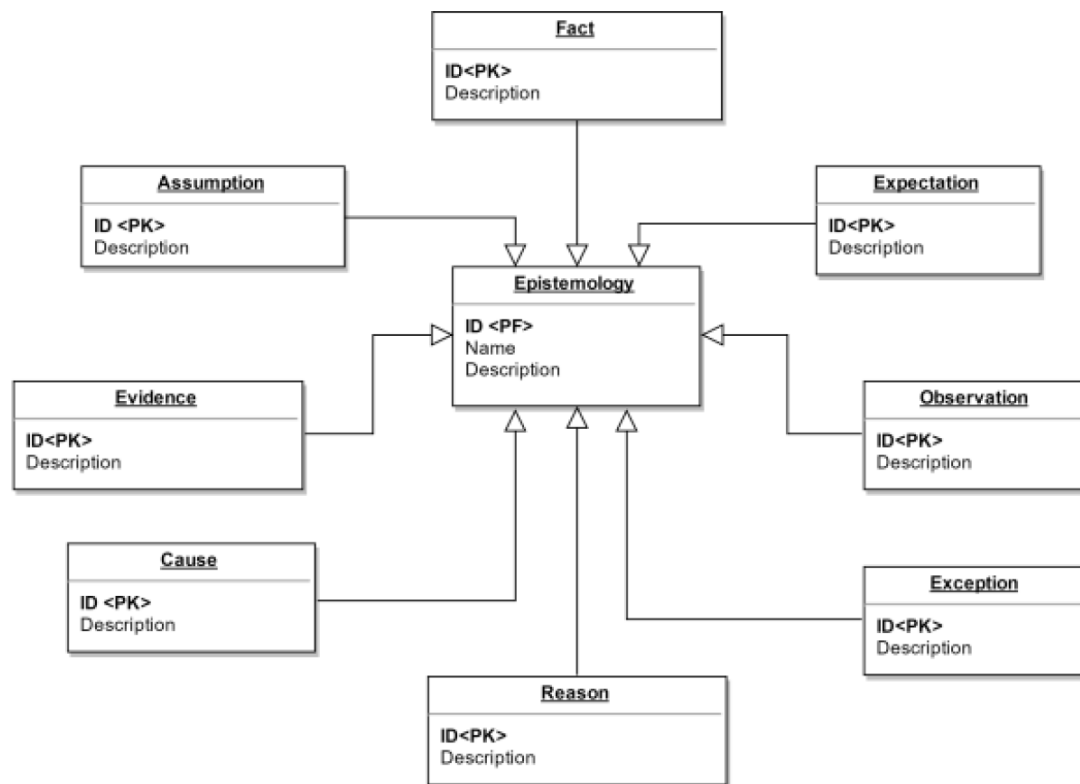 Fact
ID<PK>
Description
Assumption
ID <PK>
Description
Expectation
ID<PK>
Description
Epistemology
ID <PF>
Name
Description
Evidence
ID<PK>
Description
Observation
ID<PK>
Description
Cause
ID <PK>
Description
Exception
ID<PK>
Description
Reason
ID<PK>
Description